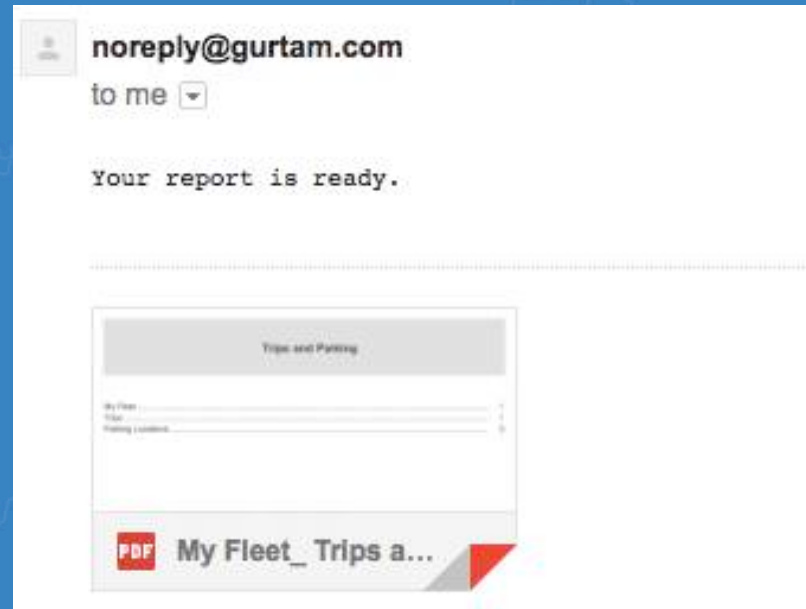 noreply@gurtam.com
to me
Your report is ready.
Trips and Parking
My Fleet
Trips
Parking Locations
PDF My Fleet_ Trips a...